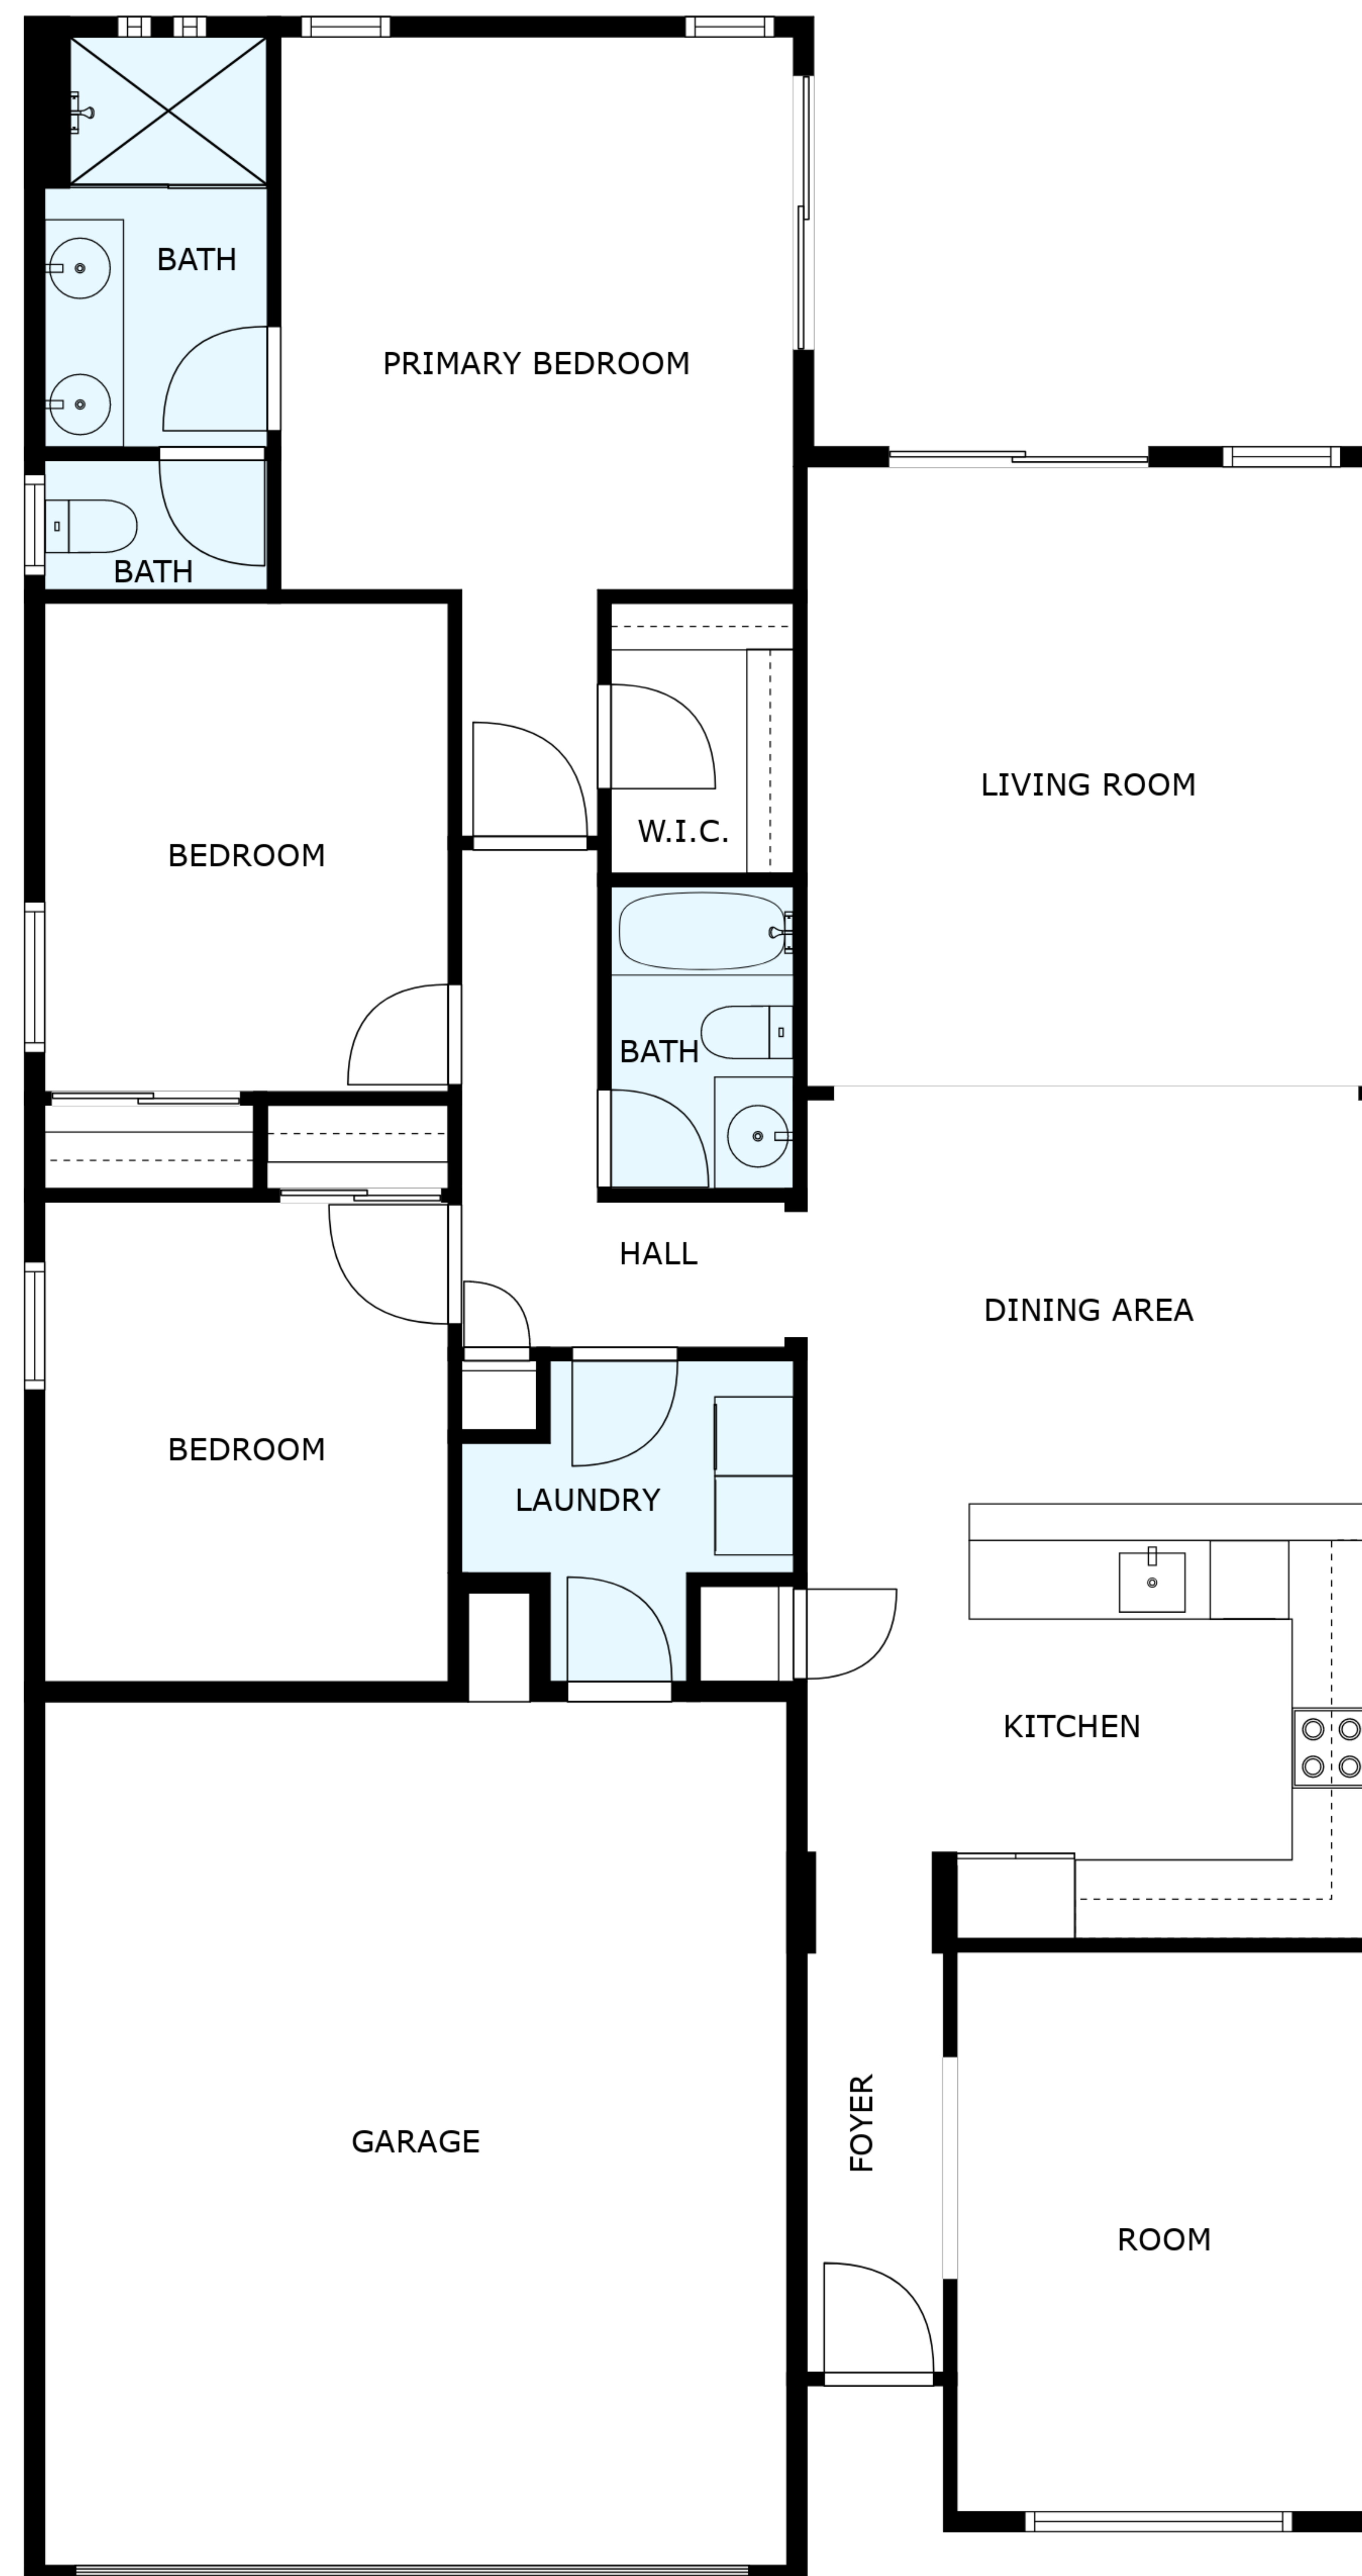 BATH
PRIMARY BEDROOM
BATH
LIVING ROOM
W.I.C.
BEDROOM
BATH
HALL
DINING AREA
BEDROOM
LAUNDRY
KITCHEN
FOYER
GARAGE
ROOM